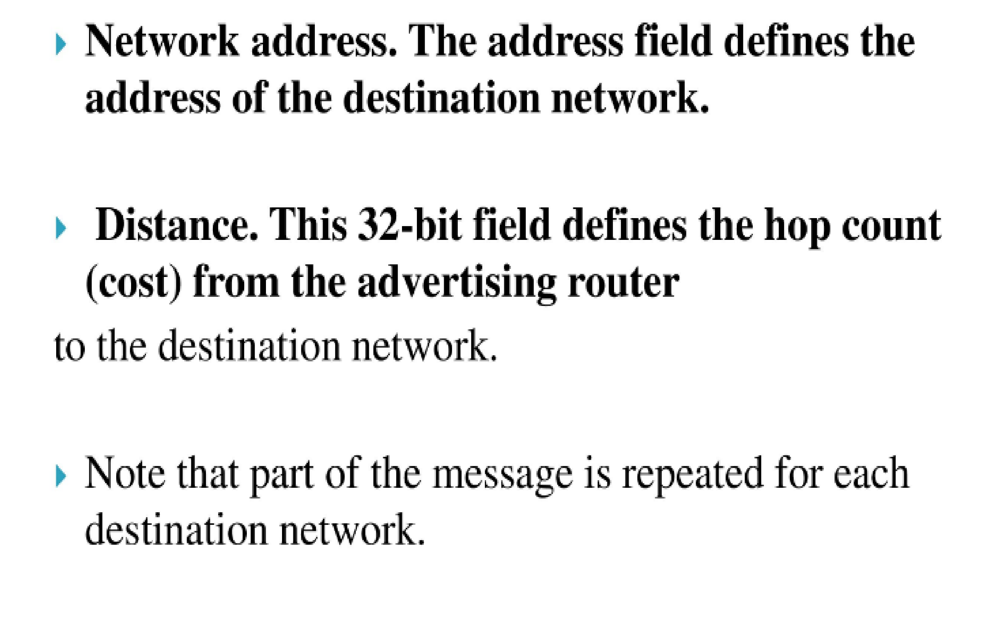 Network address. The address field defines the
address of the destination network.
Distance. This 32-bit field defines the hop count
(cost) from the advertising router
to the destination network.
Note that part of the message is repeated for each
destination network.